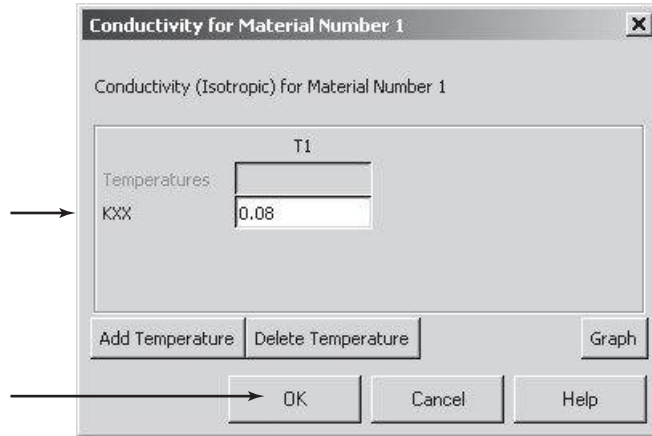 Conductivity for Material Number 1
Conductivity (Isotropic) for Material Number 1
T1
Temperatures
KXX 0.08
Add Temperature Delete Temperature Graph
OK Cancel Help